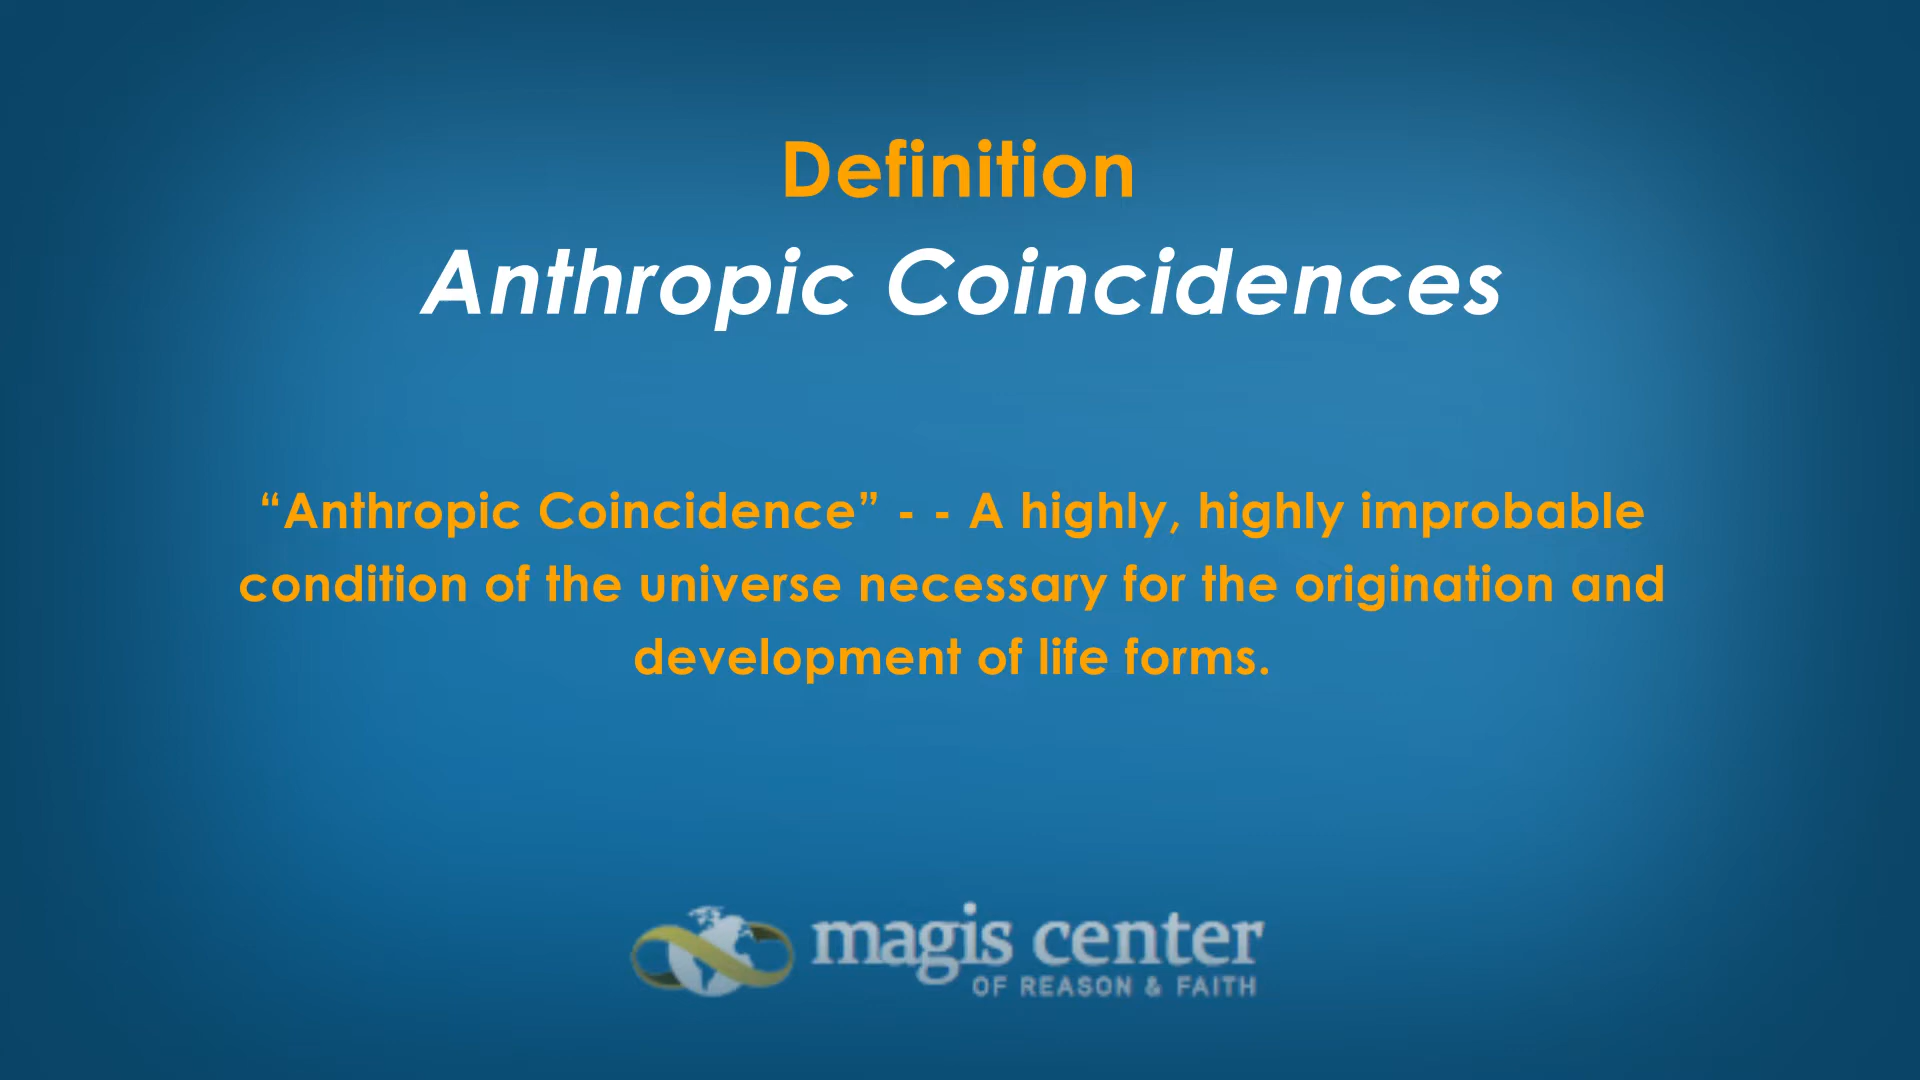 Definition
Anthropic Coincidences
“Anthropic Coincidence” - - A highly, highly improbable
condition of the universe necessary for the origination and
development of life forms.
magis center
OF REASON & FAITH